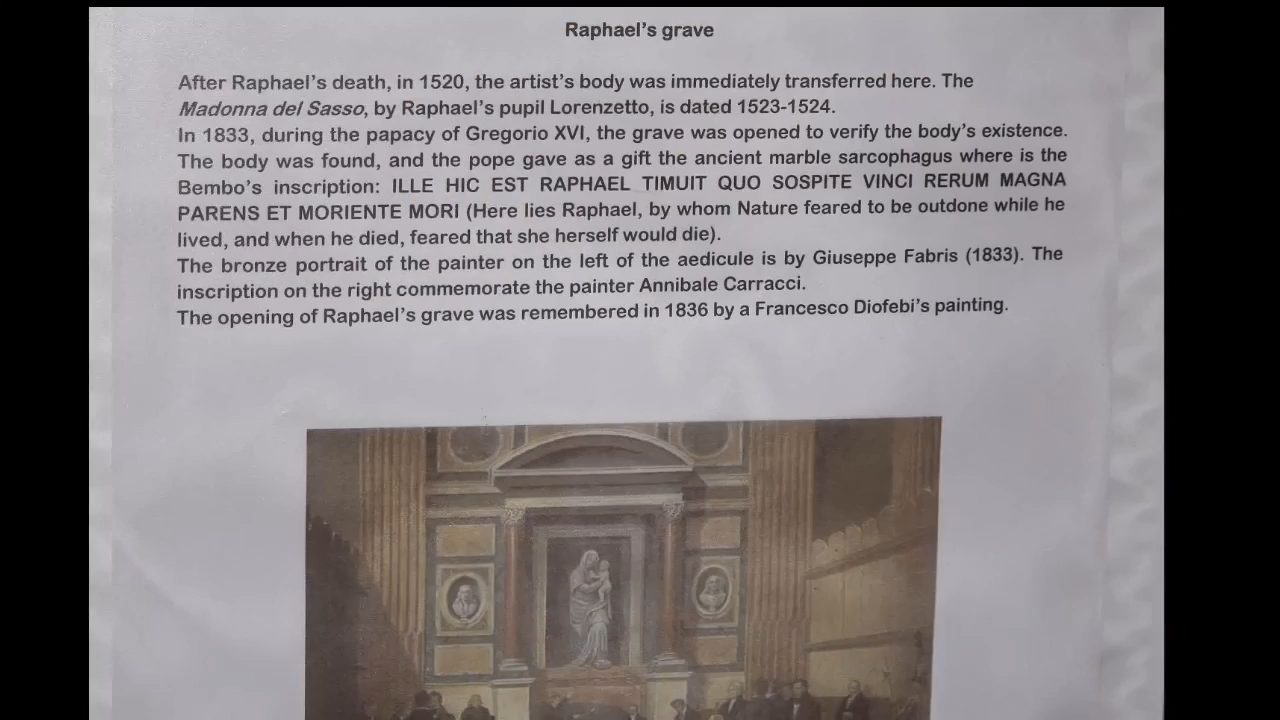 Raphael's grave
After Raphael's death, in 1520, the artist's body was immediately transferred here. The
Madonna del Sasso, by Raphael's pupil Lorenzetto, is dated 1523-1524.
In 1833, during the papacy of Gregorio XVI, the grave was opened to verify the body's existence.
The body was found, and the pope gave as a gift the ancient marble sarcophagus where is the
Bembo's inscription: ILLE HIC EST RAPHAEL TIMUIT QUO SOSPITE VINCI RERUM MAGNA
PARENS ET MORIENTE MORI (Here lies Raphael, by whom Nature feared to be outdone while he
lived, and when he died, feared that she herself would die).
The bronze portrait of the painter on the left of the aedicule is by Giuseppe Fabris (1833). The
inscription on the right commemorate the painter Annibale Carracci.
The opening of Raphael's grave was remembered in 1836 by a Francesco Diofebi's painting.